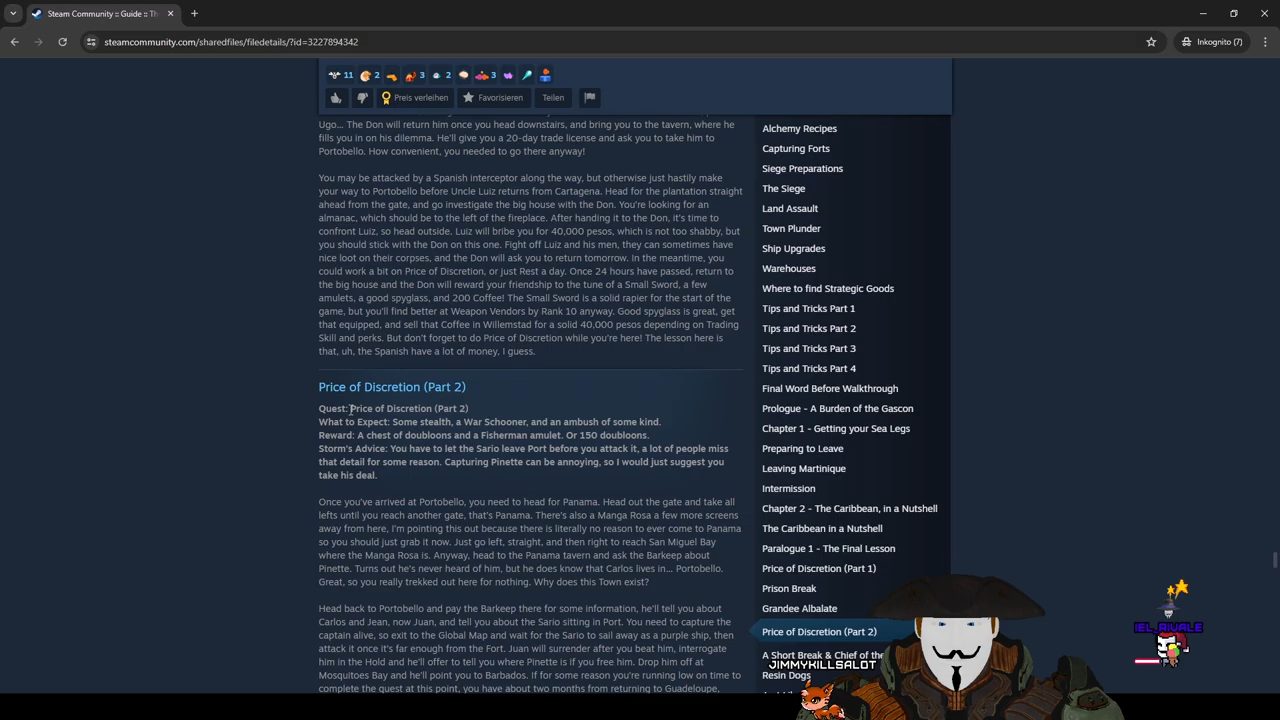 Steam Community :: Guide :: Th
steamcommunity.com/sharedfiles/filedetails/?id=3227894342
Inkognito (7)
11
2
3
2
3
Preis verleihen
Favorisieren
Teilen
Ugo... The Don will return him once you head downstairs, and bring you to the tavern, where he
fills you in on his dilemma. He'll give you a 20-day trade license and ask you to take him to
Portobello. How convenient, you needed to go there anyway!
You may be attacked by a Spanish interceptor along the way, but otherwise just hastily make
your way to Portobello before Uncle Luiz returns from Cartagena. Head for the plantation straight
ahead from the gate, and go investigate the big house with the Don. You're looking for an
almanac, which should be to the left of the fireplace. After handing it to the Don, it's time to
confront Luiz, so head outside. Luiz will bribe you for 40,000 pesos, which is not too shabby, but
you should stick with the Don on this one. Fight off Luiz and his men, they can sometimes have
nice loot on their corpses, and the Don will ask you to return tomorrow. In the meantime, you
could work a bit on Price of Discretion, or just Rest a day. Once 24 hours have passed, return to
the big house and the Don will reward your friendship to the tune of a Small Sword, a few
amulets, a good spyglass, and 200 Coffee! The Small Sword is a solid rapier for the start of the
game, but you'll find better at Weapon Vendors by Rank 10 anyway. Good spyglass is great, get
that equipped, and sell that Coffee in Willemstad for a solid 40,000 pesos depending on Trading
Skill and perks. But don't forget to do Price of Discretion while you're here! The lesson here is
that, uh, the Spanish have a lot of money, I guess.
Price of Discretion (Part 2)
Quest: Price of Discretion (Part 2)
What to Expect: Some stealth, a War Schooner, and an ambush of some kind.
Reward: A chest of doubloons and a Fisherman amulet. Or 150 doubloons.
Storm's Advice: You have to let the Sario leave Port before you attack it, a lot of people miss
that detail for some reason. Capturing Pinette can be annoying, so I would just suggest you
take his deal.
Once you've arrived at Portobello, you need to head for Panama. Head out the gate and take all
lefts until you reach another gate, that's Panama. There's also a Manga Rosa a few more screens
away from here, I'm pointing this out because there is literally no reason to ever come to Panama
so you should just grab it now. Just go left, straight, and then right to reach San Miguel Bay
where the Manga Rosa is. Anyway, head to the Panama tavern and ask the Barkeep about
Pinette. Turns out he's never heard of him, but he does know that Carlos lives in... Portobello.
Great, so you really trekked out here for nothing. Why does this Town exist?
Head back to Portobello and pay the Barkeep there for some information, he'll tell you about
Carlos and Jean, now Juan, and tell you about the Sario sitting in Port. You need to capture the
captain alive, so exit to the Global Map and wait for the Sario to sail away as a purple ship, then
attack it once it's far enough from the Fort. Juan will surrender after you beat him, interrogate
him in the Hold and he'll offer to tell you where Pinette is if you free him. Drop him off at
Mosquitoes Bay and he'll point you to Barbados. If for some reason you're running low on time to
complete the quest at this point, you have about two months from returning to Guadeloupe,
Alchemy Recipes
Capturing Forts
Siege Preparations
The Siege
Land Assault
Town Plunder
Ship Upgrades
Warehouses
Where to find Strategic Goods
Tips and Tricks Part 1
Tips and Tricks Part 2
Tips and Tricks Part 3
Tips and Tricks Part 4
Final Word Before Walkthrough
Prologue - A Burden of the Gascon
Chapter 1 - Getting your Sea Legs
Preparing to Leave
Leaving Martinique
Intermission
Chapter 2 - The Caribbean, in a Nutshell
The Caribbean in a Nutshell
Paralogue 1 - The Final Lesson
Price of Discretion (Part 1)
Prison Break
Grandee Albalate
Price of Discretion (Part 2)
A Short Break & Chief of the
JIMMYKILLSALOT
Resin Dogs